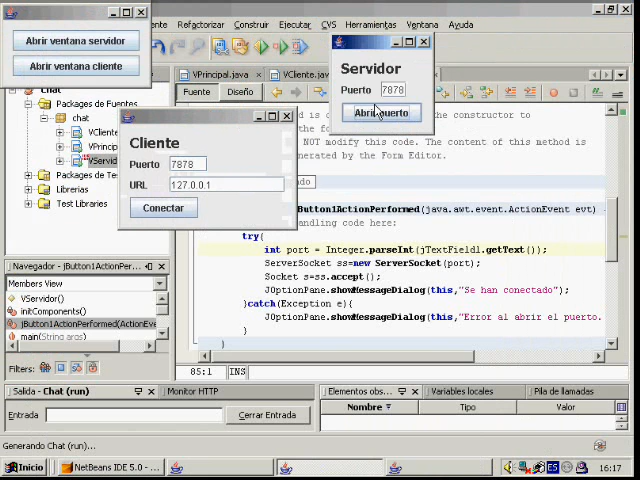 Abrir ventana servidor
Abrir ventana cliente
Refactorizar Construir Ejecutar CVS Herramientas Ventana Ayuda
Servidor
Puerto 7878
Abrir puerto
VPrincipal.java
VCliente.java
Fuente Diseño
Chat
Packages de Fuentes
chat
VCliente
VPrincip
VServid
Packages de Te
Librerias
Test Libraries
Cliente
Puerto 7878
URL 127.0.0.1
Conectar
the constructor to
NOT modify this code. The content of this method is
nerated by the Form Editor.
Button1ActionPerformed(java.awt.event.ActionEvent evt)
andling code here:
try{
int port = Integer.parseInt(jTextField1.getText());
ServerSocket ss=new ServerSocket(port);
Socket s=ss.accept();
JOptionPane.showMessageDialog(this,"Se han conectado");
}catch(Exception e){
JOptionPane.showMessageDialog(this,"Error al abrir el puerto.
}
}
85:1 INS
Navegador - jButton1ActionPer...
Members View
VServidor()
initComponents()
jButton1ActionPerformed(ActionEve
main(String args)
Filters:
Salida - Chat (run)
Monitor HTTP
Entrada
Cerrar Entrada
Elementos obs...
Variables locales
Pila de llamadas
Nombre Tipo Valor
Generando Chat (run)...
Inicio
NetBeans IDE 5.0 - ...
ES
16:17